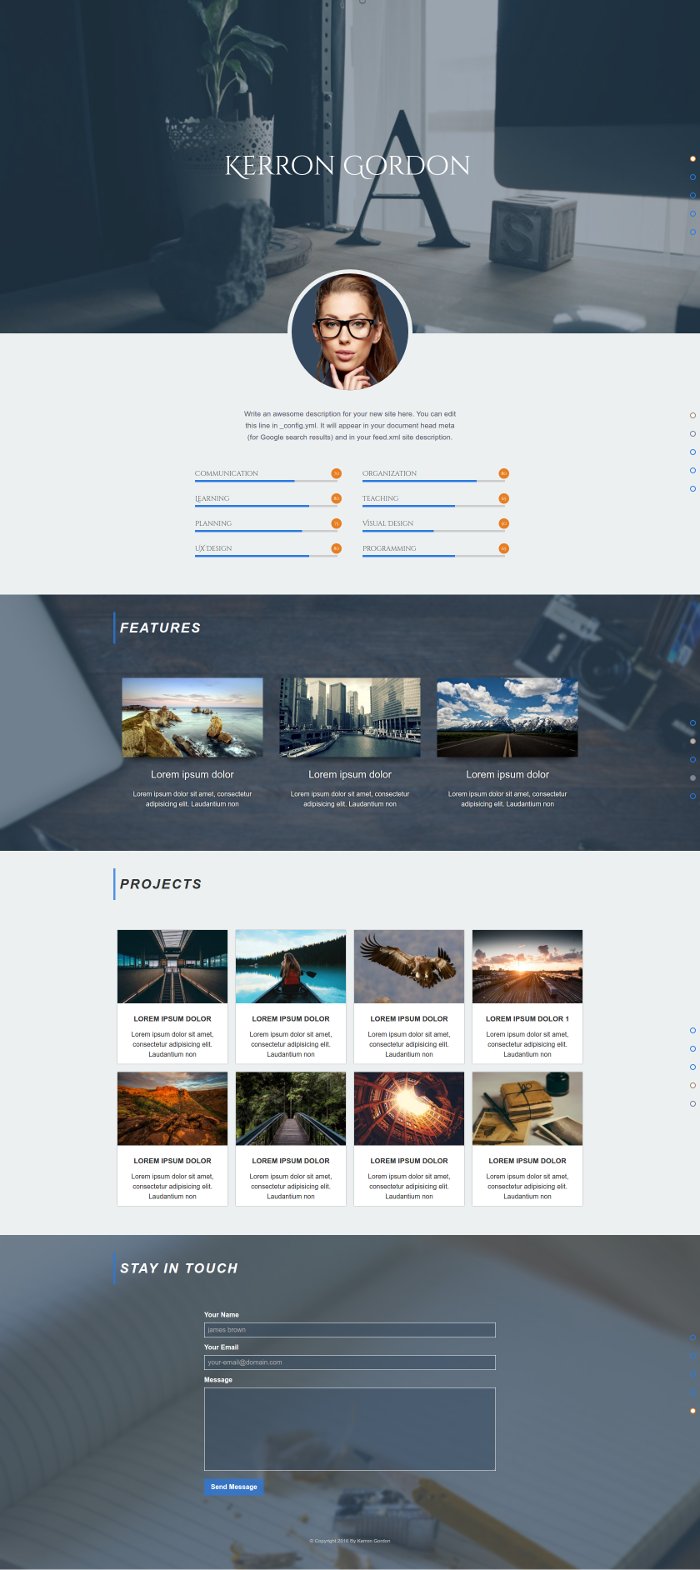 KERRON GORDON
A
S
Write an awesome description for your new site here. You can edit
this line in _config.yml. It will appear in your document head meta
(for Google search results) and in your feed.xml site description.
COMMUNICATION
ORGANIZATION
LEARNING
TEACHING
PLANNING
VISUAL DESIGN
UX DESIGN
PROGRAMMING
FEATURES
Lorem ipsum dolor
Lorem ipsum dolor sit amet, consectetur
adipisicing elit. Laudantium non
Lorem ipsum dolor
Lorem ipsum dolor sit amet, consectetur
adipisicing elit. Laudantium non
Lorem ipsum dolor
Lorem ipsum dolor sit amet, consectetur
adipisicing elit. Laudantium non
PROJECTS
LOREM IPSUM DOLOR
Lorem ipsum dolor sit amet,
consectetur adipisicing elit.
Laudantium non
LOREM IPSUM DOLOR
Lorem ipsum dolor sit amet,
consectetur adipisicing elit.
Laudantium non
LOREM IPSUM DOLOR
Lorem ipsum dolor sit amet,
consectetur adipisicing elit.
Laudantium non
LOREM IPSUM DOLOR 1
Lorem ipsum dolor sit amet,
consectetur adipisicing elit.
Laudantium non
LOREM IPSUM DOLOR
Lorem ipsum dolor sit amet,
consectetur adipisicing elit.
Laudantium non
LOREM IPSUM DOLOR
Lorem ipsum dolor sit amet,
consectetur adipisicing elit.
Laudantium non
LOREM IPSUM DOLOR
Lorem ipsum dolor sit amet,
consectetur adipisicing elit.
Laudantium non
LOREM IPSUM DOLOR
Lorem ipsum dolor sit amet,
consectetur adipisicing elit.
Laudantium non
STAY IN TOUCH
Your Name
james brown
Your Email
your-email@domain.com
Message
Send Message
© Copyright 2016 By Kerron Gordon